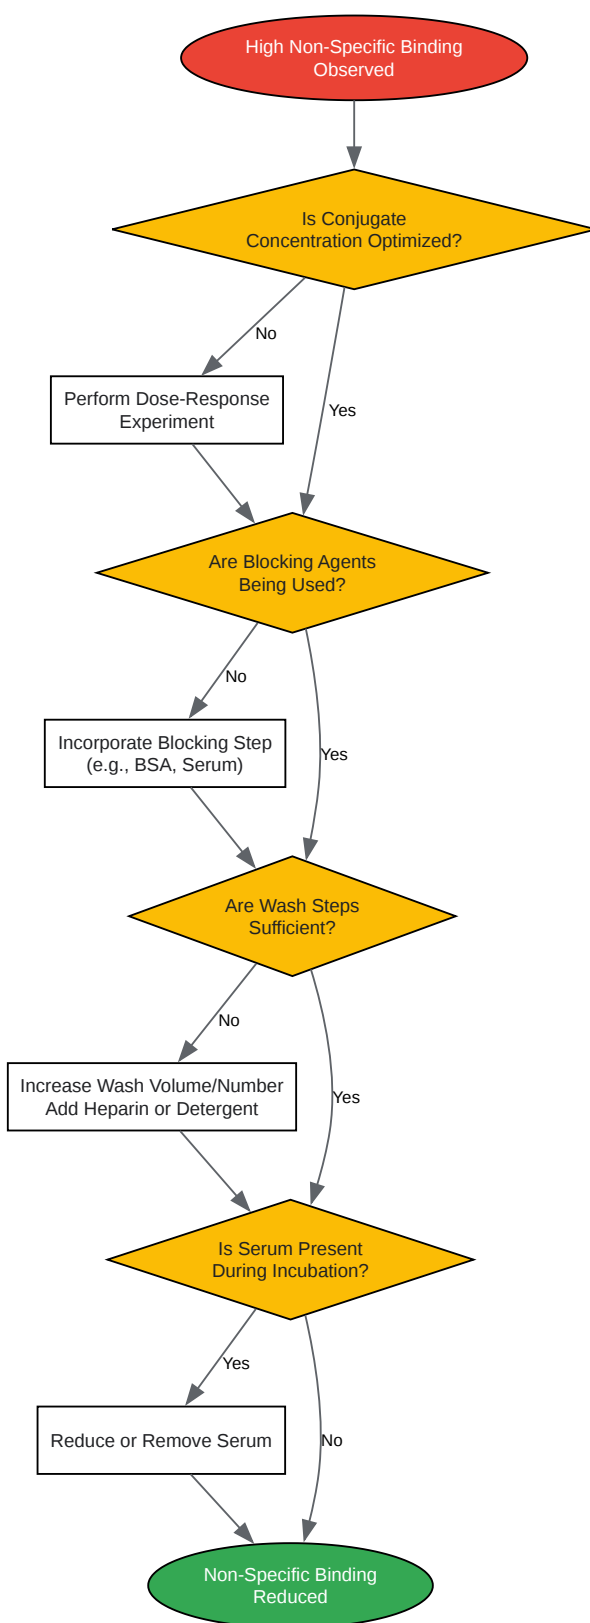 High Non-Specific Binding
Observed
Is Conjugate
Concentration Optimized?
No
Yes
Perform Dose-Response
Experiment
Are Blocking Agents
Being Used?
No
Yes
Incorporate Blocking Step
(e.g., BSA, Serum)
Are Wash Steps
Sufficient?
No
Yes
Increase Wash Volume/Number
Add Heparin or Detergent
Is Serum Present
During Incubation?
Yes
No
Reduce or Remove Serum
Non-Specific Binding
Reduced